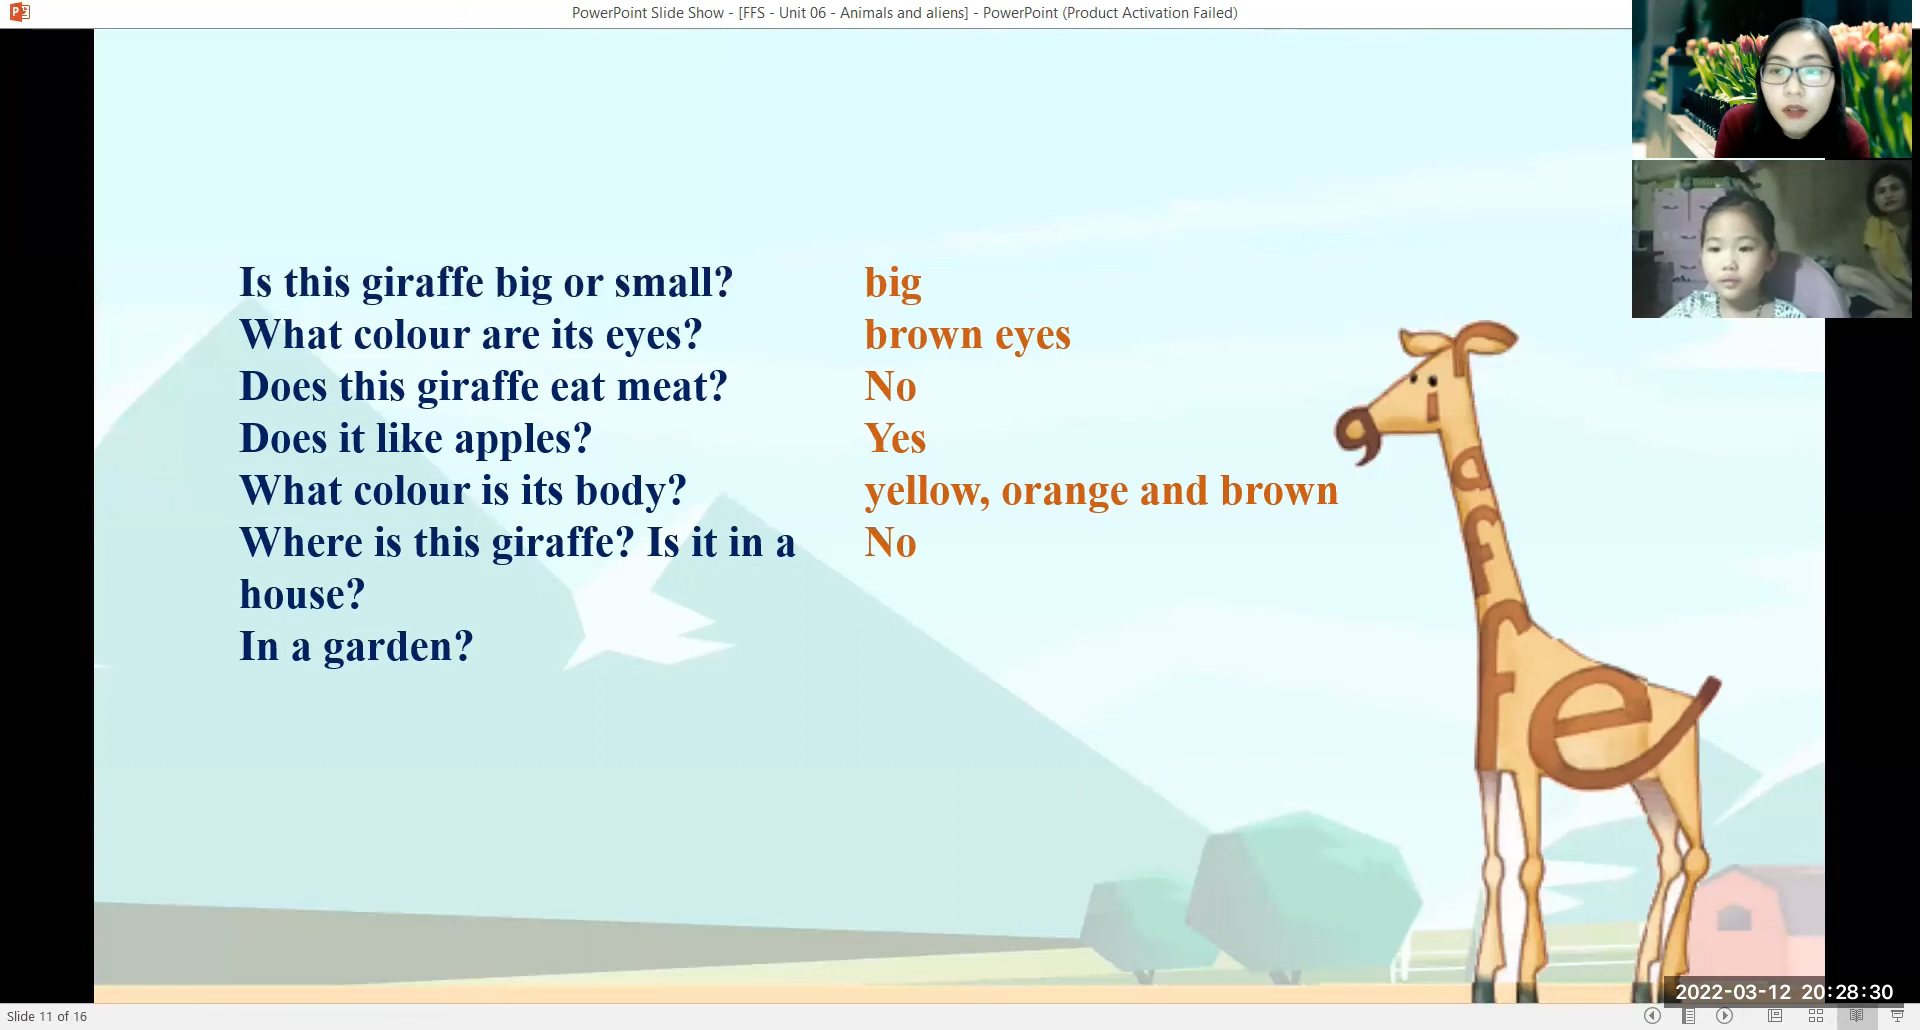 PowerPoint Slide Show - [FFS - Unit 06 - Animals and aliens] - PowerPoint (Product Activation Failed)
Is this giraffe big or small?
big
What colour are its eyes?
brown eyes
Does this giraffe eat meat?
No
Does it like apples?
Yes
What colour is its body?
yellow, orange and brown
Where is this giraffe? Is it in a
No
house?
In a garden?
g
i
r
a
f
f
e
2022-03-12 20:28:30
Slide 11 of 16